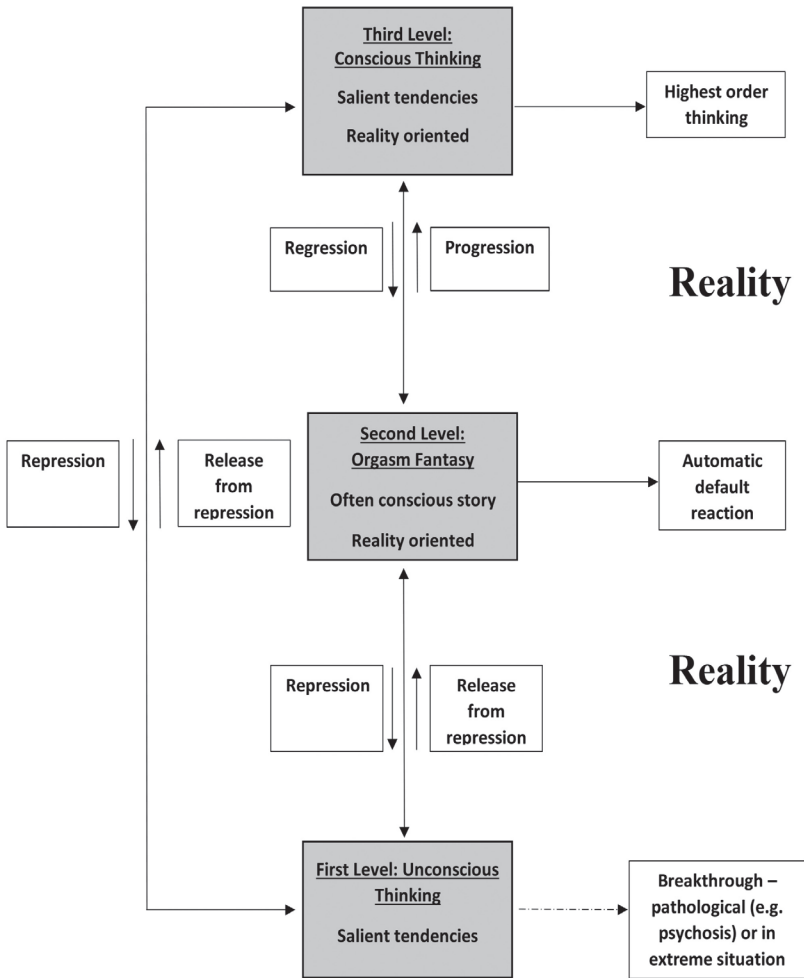 Third Level:
Conscious Thinking
Salient tendencies
Reality oriented
Highest order
thinking
Regression
Progression
Reality
Repression
Release
from
repression
Second Level:
Orgasm Fantasy
Often conscious story
Reality oriented
Automatic
default
reaction
Repression
Release
from
repression
Reality
First Level: Unconscious
Thinking
Salient tendencies
Breakthrough –
pathological (e.g.
psychosis) or in
extreme situation